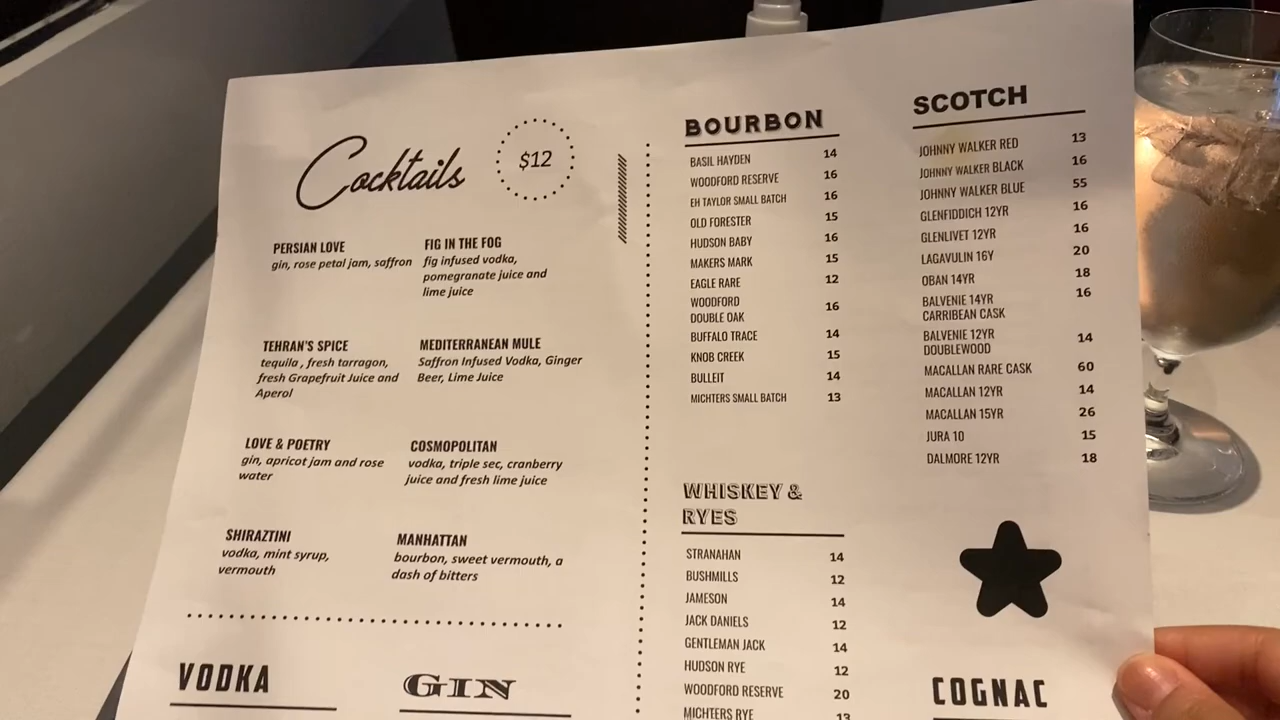 Cocktails
$12
PERSIAN LOVE
gin, rose petal jam, saffron
FIG IN THE FOG
fig infused vodka,
pomegranate juice and
lime juice
TEHRAN'S SPICE
tequila , fresh tarragon,
fresh Grapefruit Juice and
Aperol
MEDITERRANEAN MULE
Saffron Infused Vodka, Ginger
Beer, Lime Juice
LOVE & POETRY
gin, apricot jam and rose
water
COSMOPOLITAN
vodka, triple sec, cranberry
juice and fresh lime juice
SHIRAZTINI
vodka, mint syrup,
vermouth
MANHATTAN
bourbon, sweet vermouth, a
dash of bitters
VODKA
GIN
BOURBON
BASIL HAYDEN 14
WOODFORD RESERVE 16
EH TAYLOR SMALL BATCH 16
OLD FORESTER 15
HUDSON BABY 16
MAKERS MARK 15
EAGLE RARE 12
WOODFORD
DOUBLE OAK 16
BUFFALO TRACE 14
KNOB CREEK 15
BULLEIT 14
MICHTERS SMALL BATCH 13
WHISKEY &
RYES
STRANAHAN 14
BUSHMILLS 12
JAMESON 14
JACK DANIELS 12
GENTLEMAN JACK 14
HUDSON RYE 12
WOODFORD RESERVE 20
MICHTERS RYE 13
SCOTCH
JOHNNY WALKER RED 13
JOHNNY WALKER BLACK 16
JOHNNY WALKER BLUE 55
GLENFIDDICH 12YR 16
GLENLIVET 12YR 16
LAGAVULIN 16Y 20
OBAN 14YR 18
BALVENIE 14YR 16
CARRIBEAN CASK
BALVENIE 12YR 14
DOUBLEWOOD
MACALLAN RARE CASK 60
MACALLAN 12YR 14
MACALLAN 15YR 26
JURA 10 15
DALMORE 12YR 18
COGNAC